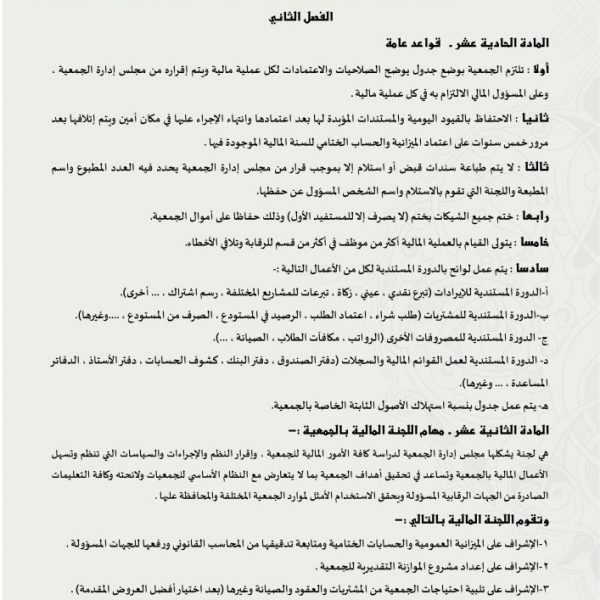 الفصل الثاني
المادة الحادية عشر - قواعد عامة
أولا : تلتزم الجمعية بوضع جدول يوضح الصلاحيات والاعتمادات لكل عملية مالية ويتم إقراره من مجلس إدارة الجمعية ،
وعلى المسؤول المالي الالتزام به في كل عملية مالية .
ثانيا : الاحتفاظ بالقيود اليومية والمستندات المؤيدة لها بعد اعتمادها وانتهاء الإجراء عليها في مكان أمين ويتم إتلافها بعد
مرور خمس سنوات على اعتماد الميزانية والحساب الختامي للسنة المالية الموجودة فيها .
ثالثا : لا يتم طباعة سندات قبض أو استلام إلا بموجب قرار من مجلس إدارة الجمعية يحدد فيه العدد المطبوع واسم
المطبعة واللجنة التي تقوم بالاستلام واسم الشخص المسؤول عن حفظها.
رابعا : ختم جميع الشيكات بختم (لا يصرف إلا للمستفيد الأول) وذلك حفاظا على أموال الجمعية.
خامسا : يتولى القيام بالعملية المالية أكثر من موظف في أكثر من قسم للرقابة وتلافي الأخطاء.
سادسا : يتم عمل لوائح بالدورة المستندية لكل من الأعمال التالية :-
أ-الدورة المستندية للإيرادات (تبرع نقدي ، عيني ، زكاة ، تبرعات للمشاريع المختلفة ، رسم اشتراك ، ... أخرى).
ب-الدورة المستندية للمشتريات (طلب شراء ، اعتماد الطلب ، الرصيد في المستودع ، الصرف من المستودع ، ....وغيرها).
ج- الدورة المستندية للمصروفات الأخرى (الرواتب ، مكافآت الطلاب ، الصيانة ، ...).
د- الدورة المستندية لعمل القوائم المالية والسجلات (دفتر الصندوق ، دفتر البنك ، كشوف الحسابات ، دفتر الأستاذ ، الدفاتر
المساعدة ، ... وغيرها).
هـ- يتم عمل جدول بنسبة استهلاك الأصول الثابتة الخاصة بالجمعية.
المادة الثانية عشر - مهام اللجنة المالية بالجمعية :-
هي لجنة يشكلها مجلس إدارة الجمعية لدراسة كافة الأمور المالية للجمعية ، وإقرار النظم والإجراءات والسياسات التي تنظم وتسهل
الأعمال المالية بالجمعية وتساعد في تحقيق أهداف الجمعية بما لا يتعارض مع النظام الأساسي للجمعيات ولائحته وكافة التعليمات
الصادرة من الجهات الرقابية المسؤولة ويحقق الاستخدام الأمثل لموارد الجمعية المختلفة والمحافظة عليها .
وتقوم اللجنة المالية بالتالي :-
١-الإشراف على الميزانية العمومية والحسابات الختامية ومتابعة تدقيقها من المحاسب القانوني ورفعها للجهات المسؤولة .
٢-الإشراف على إعداد مشروع الموازنة التقديرية للجمعية .
٣-الإشراف على تلبية احتياجات الجمعية من المشتريات والعقود والصيانة وغيرها (بعد اختيار أفضل العروض المقدمة) .